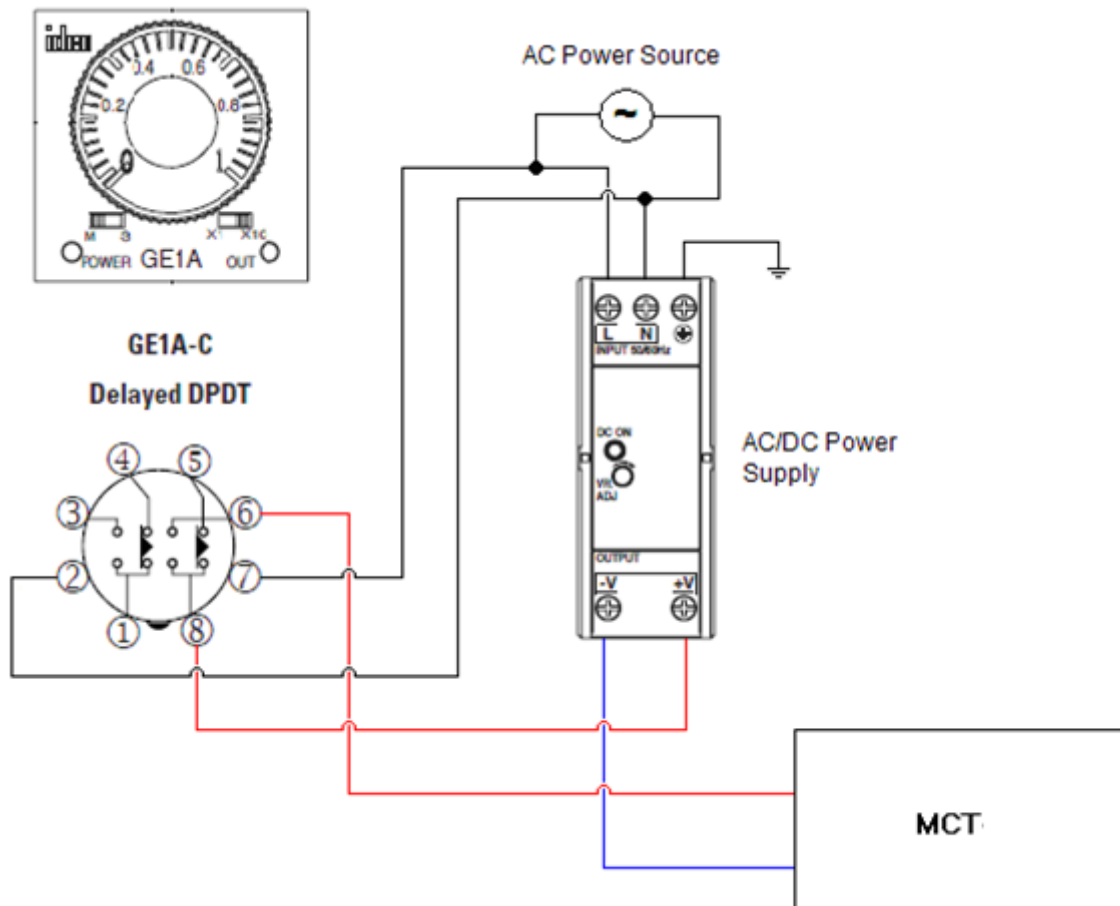 idec
AC Power Source
0.2
0.4
0.6
0.8
0
1
M
S
X1
X10
POWER
GE1A
OUT
GE1A-C
Delayed DPDT
1
2
3
4
5
6
7
8
~
L
N
INPUT 50/60Hz
DC ON
VR.
ADJ
OUTPUT
-V
+V
AC/DC Power
Supply
MCT